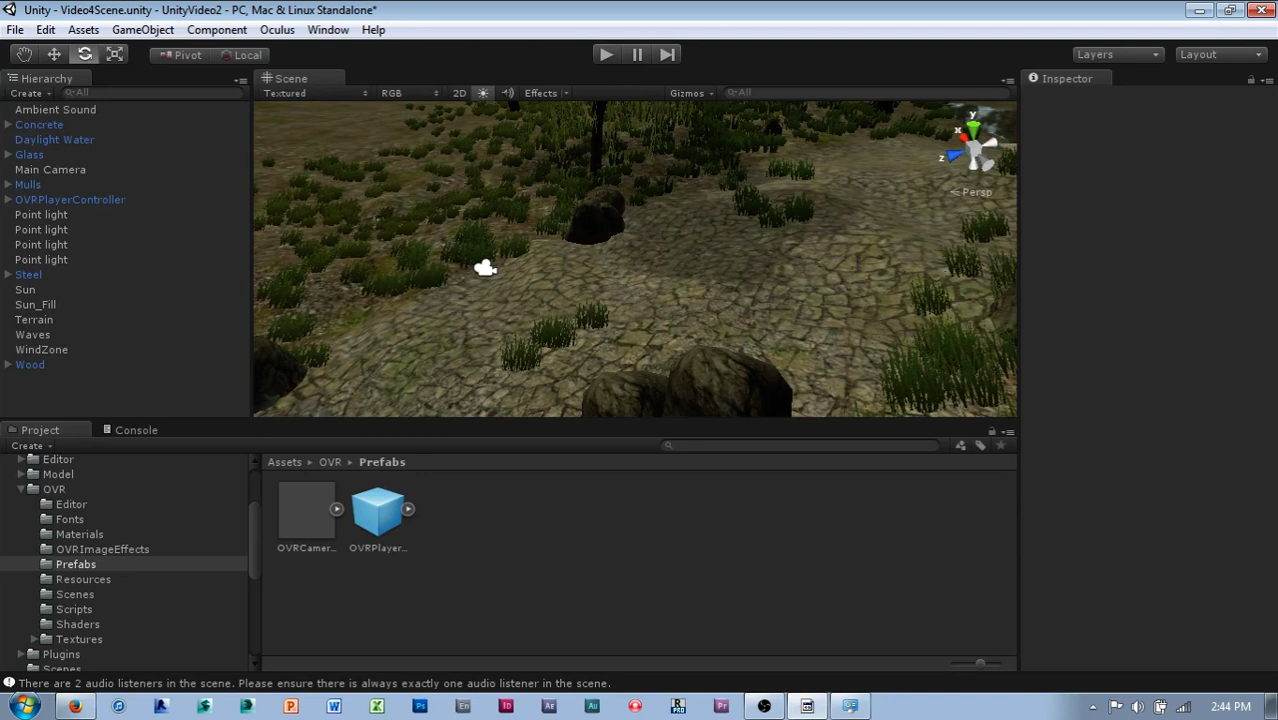 Unity - Video4Scene.unity - UnityVideo2 - PC, Mac & Linux Standalone*
File Edit Assets GameObject Component Oculus Window Help
Pivot Local Layers Layout
Hierarchy
Create All
Ambient Sound
Concrete
Daylight Water
Glass
Main Camera
Mulls
OVRPlayerController
Point light
Point light
Point light
Point light
Steel
Sun
Sun_Fill
Terrain
Waves
WindZone
Wood
Scene
Textured RGB 2D Effects Gizmos All
y
x
z
Persp
Inspector
Project Console
Create
Editor
Model
OVR
Editor
Fonts
Materials
OVRImageEffects
Prefabs
Resources
Scenes
Scripts
Shaders
Textures
Plugins
Scenes
Assets OVR Prefabs
OVRCamer... OVRPlayer...
There are 2 audio listeners in the scene. Please ensure there is always exactly one audio listener in the scene.
2:44 PM